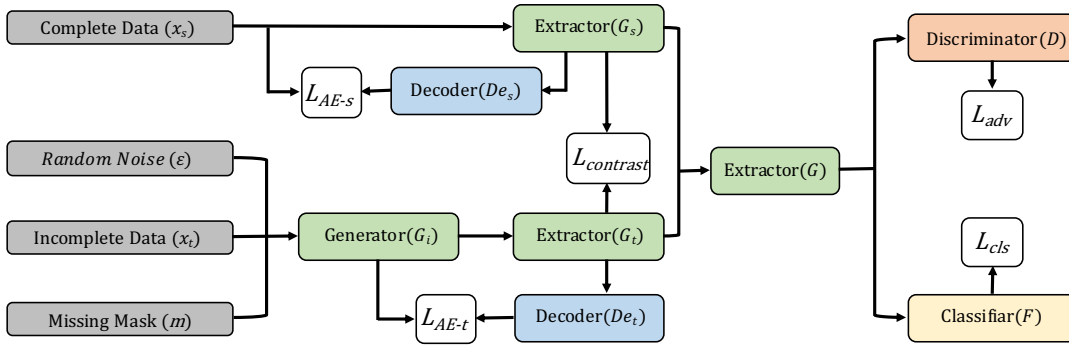 Complete Data (x_s)
Extractor(G_s)
Discriminator(D)
L_AE-s
Decoder(De_s)
L_adv
Random Noise (ε)
L_contrast
Extractor(G)
Incomplete Data (x_t)
Generator(G_i)
Extractor(G_t)
L_cls
Missing Mask (m)
L_AE-t
Decoder(De_t)
Classifiar(F)